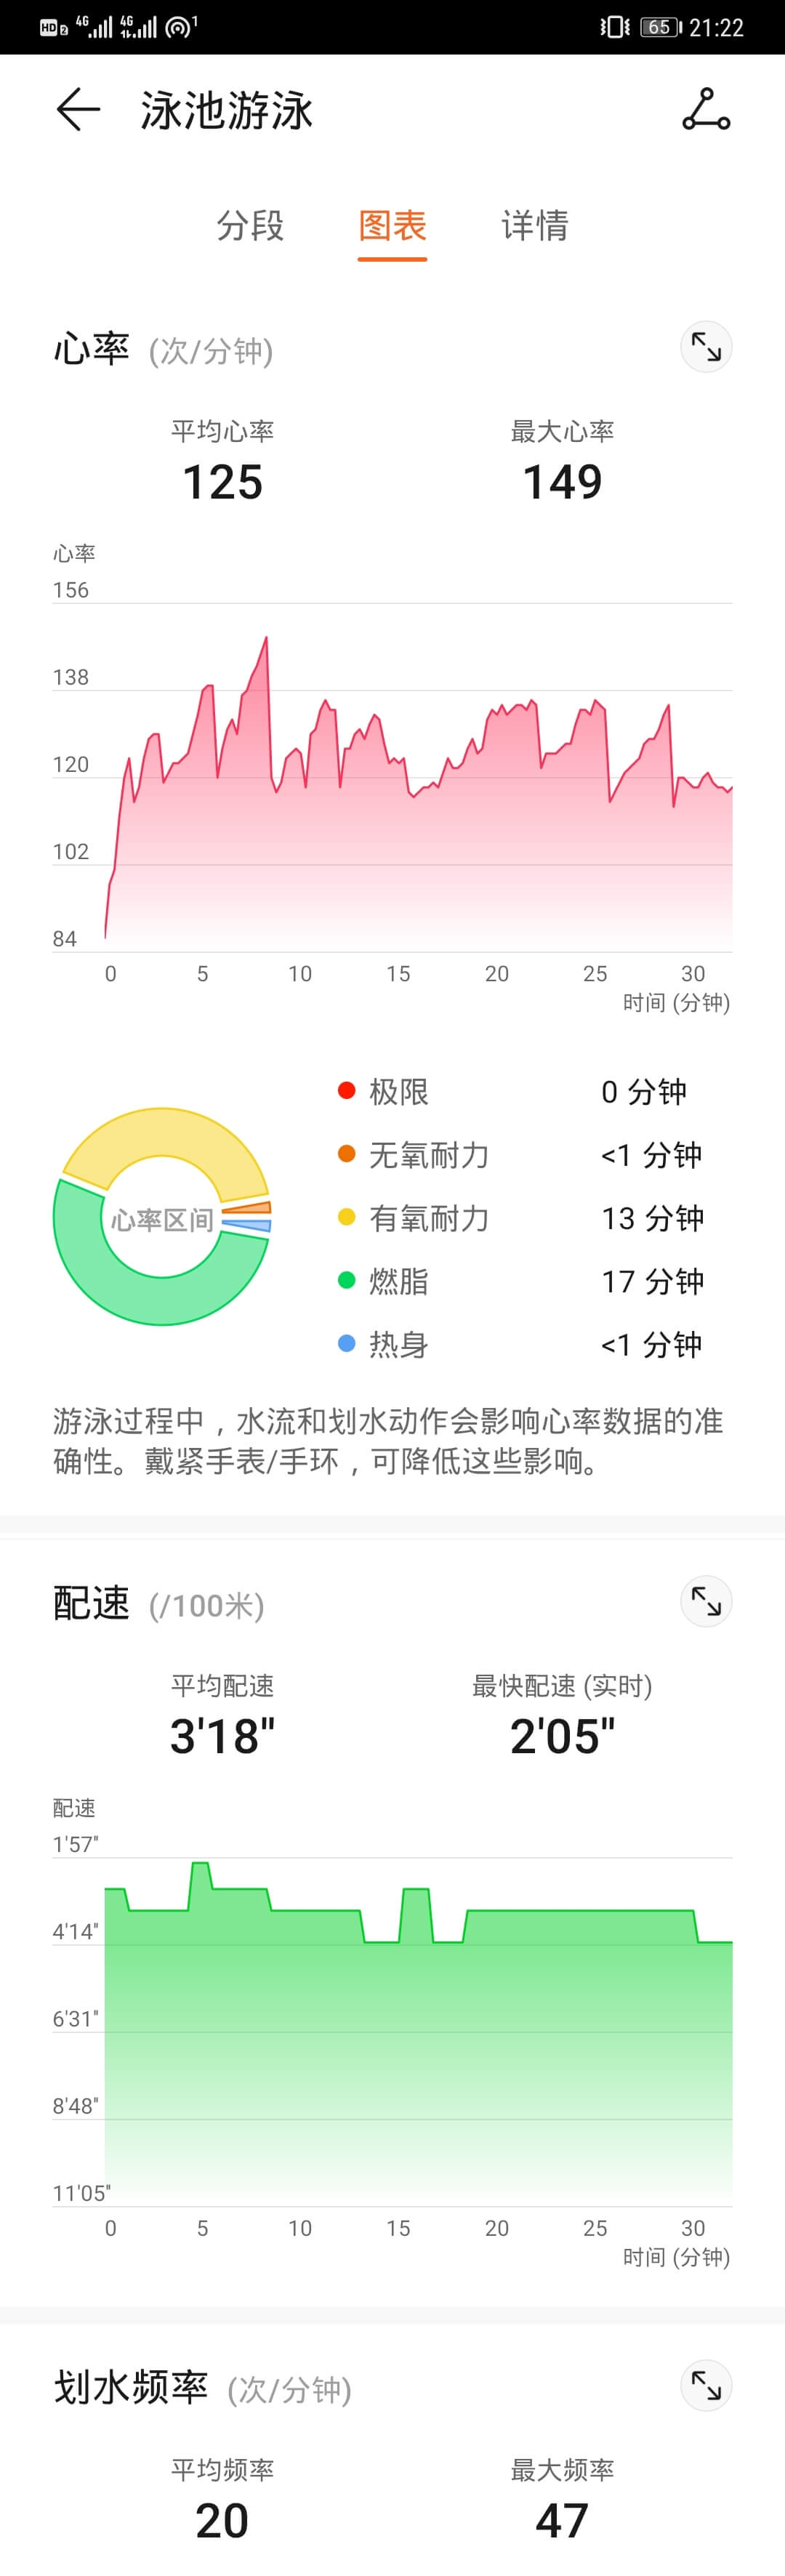 HD 2 4G 4G 1 65 21:22
泳池游泳
分段 图表 详情
心率 (次/分钟)
平均心率 最大心率
125 149
心率
156
138
120
102
84
0 5 10 15 20 25 30
时间 (分钟)
极限 0 分钟
无氧耐力 <1 分钟
心率区间
有氧耐力 13 分钟
燃脂 17 分钟
热身 <1 分钟
游泳过程中，水流和划水动作会影响心率数据的准
确性。戴紧手表/手环，可降低这些影响。
配速 (/100米)
平均配速 最快配速 (实时)
3'18" 2'05"
配速
1'57"
4'14"
6'31"
8'48"
11'05"
0 5 10 15 20 25 30
时间 (分钟)
划水频率 (次/分钟)
平均频率 最大频率
20 47